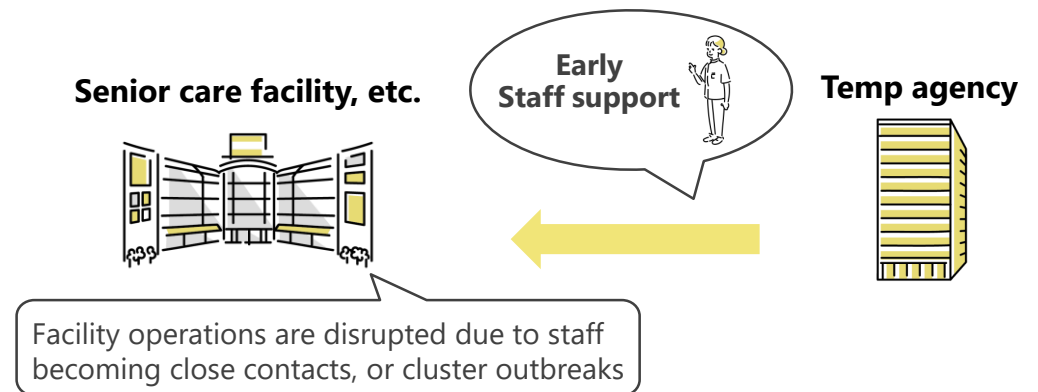 Early
Staff support
Senior care facility, etc.
Temp agency
Facility operations are disrupted due to staff
becoming close contacts, or cluster outbreaks